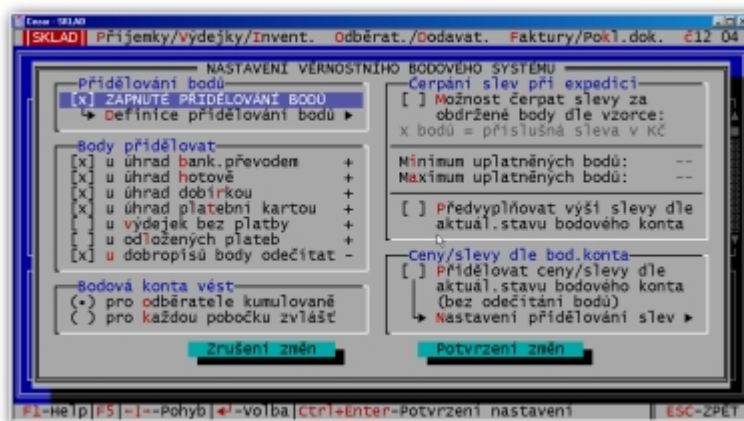 Cezar - SKLAD
SKLAD Příjemky/Výdejky/Invent. Odběrat./Dodavat. Faktury/Pokl.dok. č12 04
NASTAVENÍ VĚRNOSTNÍHO BODOVÉHO SYSTÉMU
Přidělování bodů
[x] ZAPNUTÉ PŘIDĚLOVÁNÍ BODŮ
Definice přidělování bodů ►
Body přidělovat
[x] u úhrad bank.převodem +
[x] u úhrad hotově +
[x] u úhrad dobírkou +
[x] u úhrad platební kartou +
[ ] u výdejek bez platby +
[ ] u odložených plateb +
[x] u dobropisů body odečítat -
Bodová konta vést
(•) pro odběratele kumulovaně
( ) pro každou pobočku zvlášť
Čerpání slev při expedici
[ ] Možnost čerpat slevy za
obdržené body dle vzorce:
x bodů = příslušná sleva v Kč
Minimum uplatněných bodů: --
Maximum uplatněných bodů: --
[ ] Předvyplňovat výši slevy dle
aktuál.stavu bodového konta
Ceny/slevy dle bod.konta
[ ] Přidělovat ceny/slevy dle
aktuál.stavu bodového konta
(bez odečítání bodů)
Nastavení přidělování slev ►
Zrušení změn
Potvrzení změn
F1-Help F5 ←↑→-Pohyb ↵-Volba Ctrl+Enter-Potvrzení nastavení ESC-ZPĚT